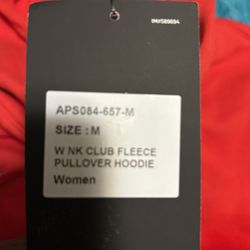 APS084-657-M
SIZE : M
W NK CLUB FLEECE
PULLOVER HOODIE
Women